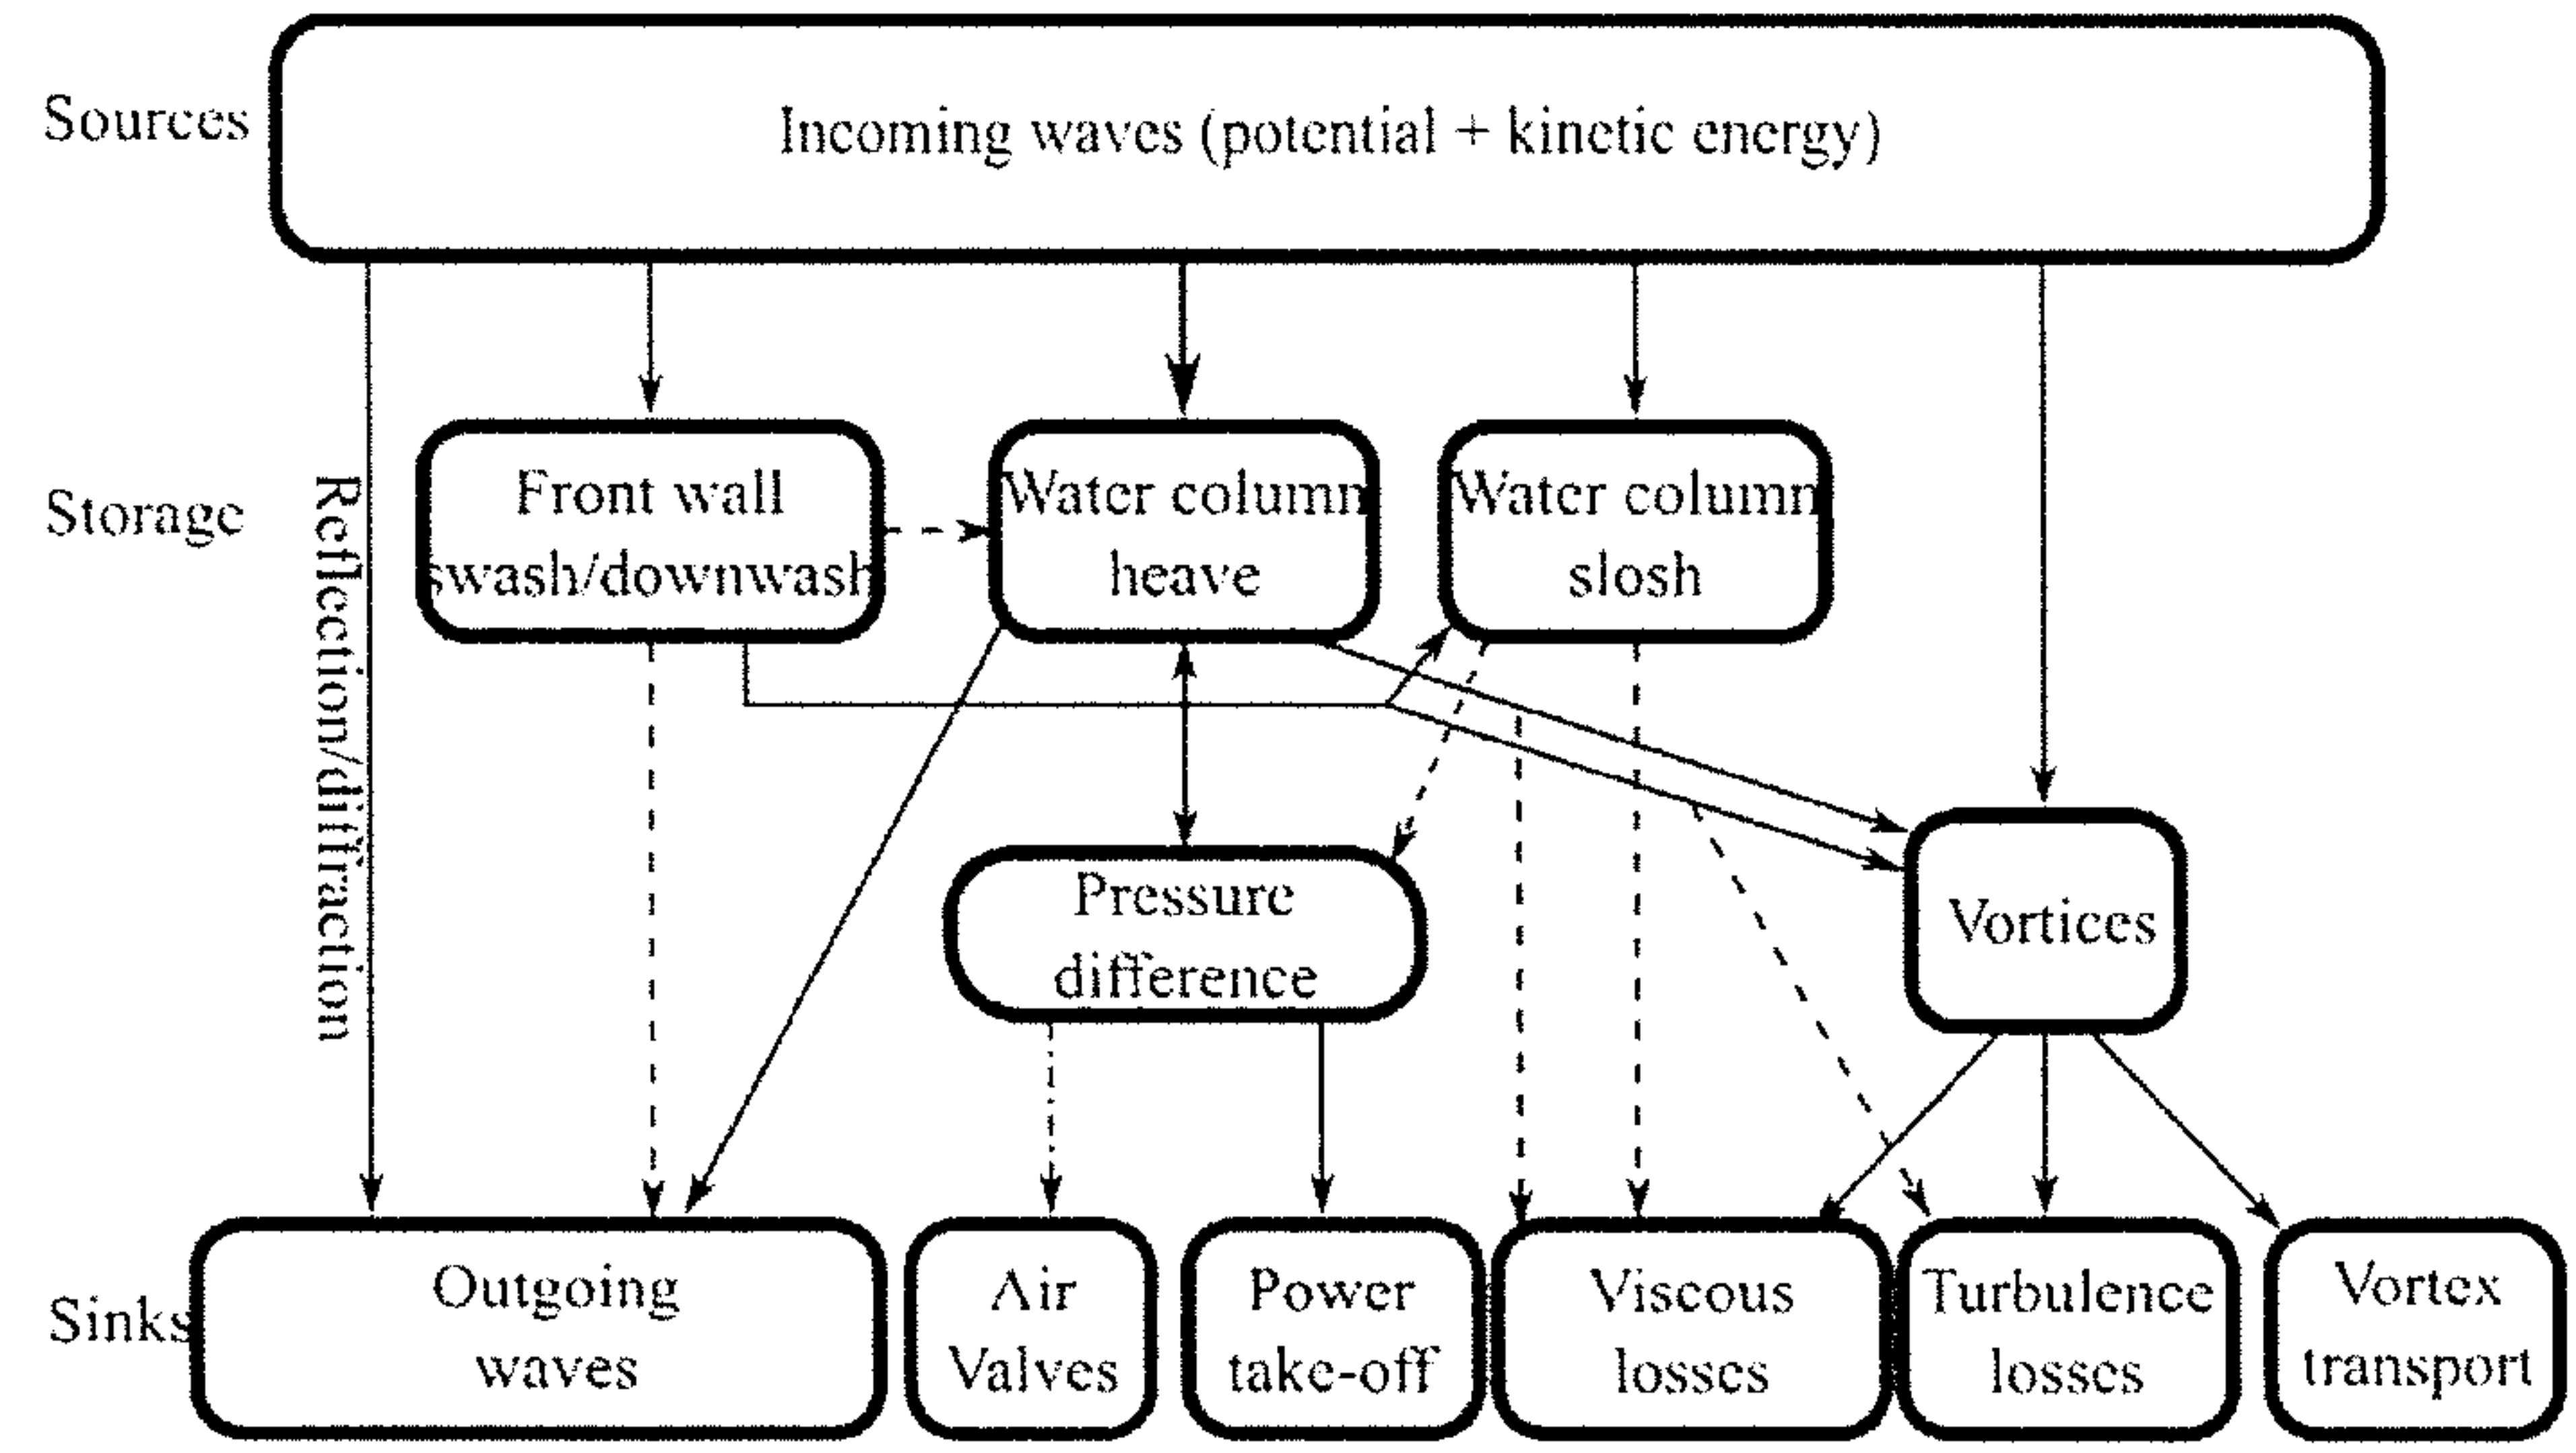 Sources
Incoming waves (potential + kinetic energy)
Storage
Reflection/diffraction
Front wall
swash/downwash
Water column
heave
Water column
slosh
Pressure
difference
Vortices
Sinks
Outgoing
waves
Air
Valves
Power
take-off
Viscous
losses
Turbulence
losses
Vortex
transport